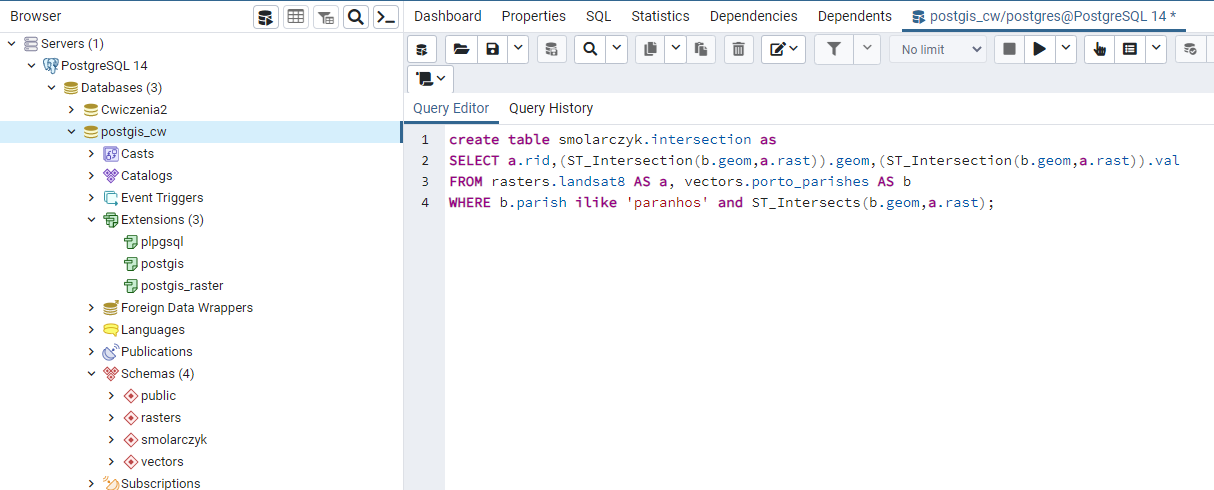 Browser
Dashboard Properties SQL Statistics Dependencies Dependents postgis_cw/postgres@PostgreSQL 14 *
Servers (1)
PostgreSQL 14
Databases (3)
Cwiczenia2
postgis_cw
Casts
Catalogs
Event Triggers
Extensions (3)
plpgsql
postgis
postgis_raster
Foreign Data Wrappers
Languages
Publications
Schemas (4)
public
rasters
smolarczyk
vectors
Subscriptions
No limit
Query Editor Query History
1 create table smolarczyk.intersection as
2 SELECT a.rid,(ST_Intersection(b.geom,a.rast)).geom,(ST_Intersection(b.geom,a.rast)).val
3 FROM rasters.landsat8 AS a, vectors.porto_parishes AS b
4 WHERE b.parish ilike 'paranhos' and ST_Intersects(b.geom,a.rast);